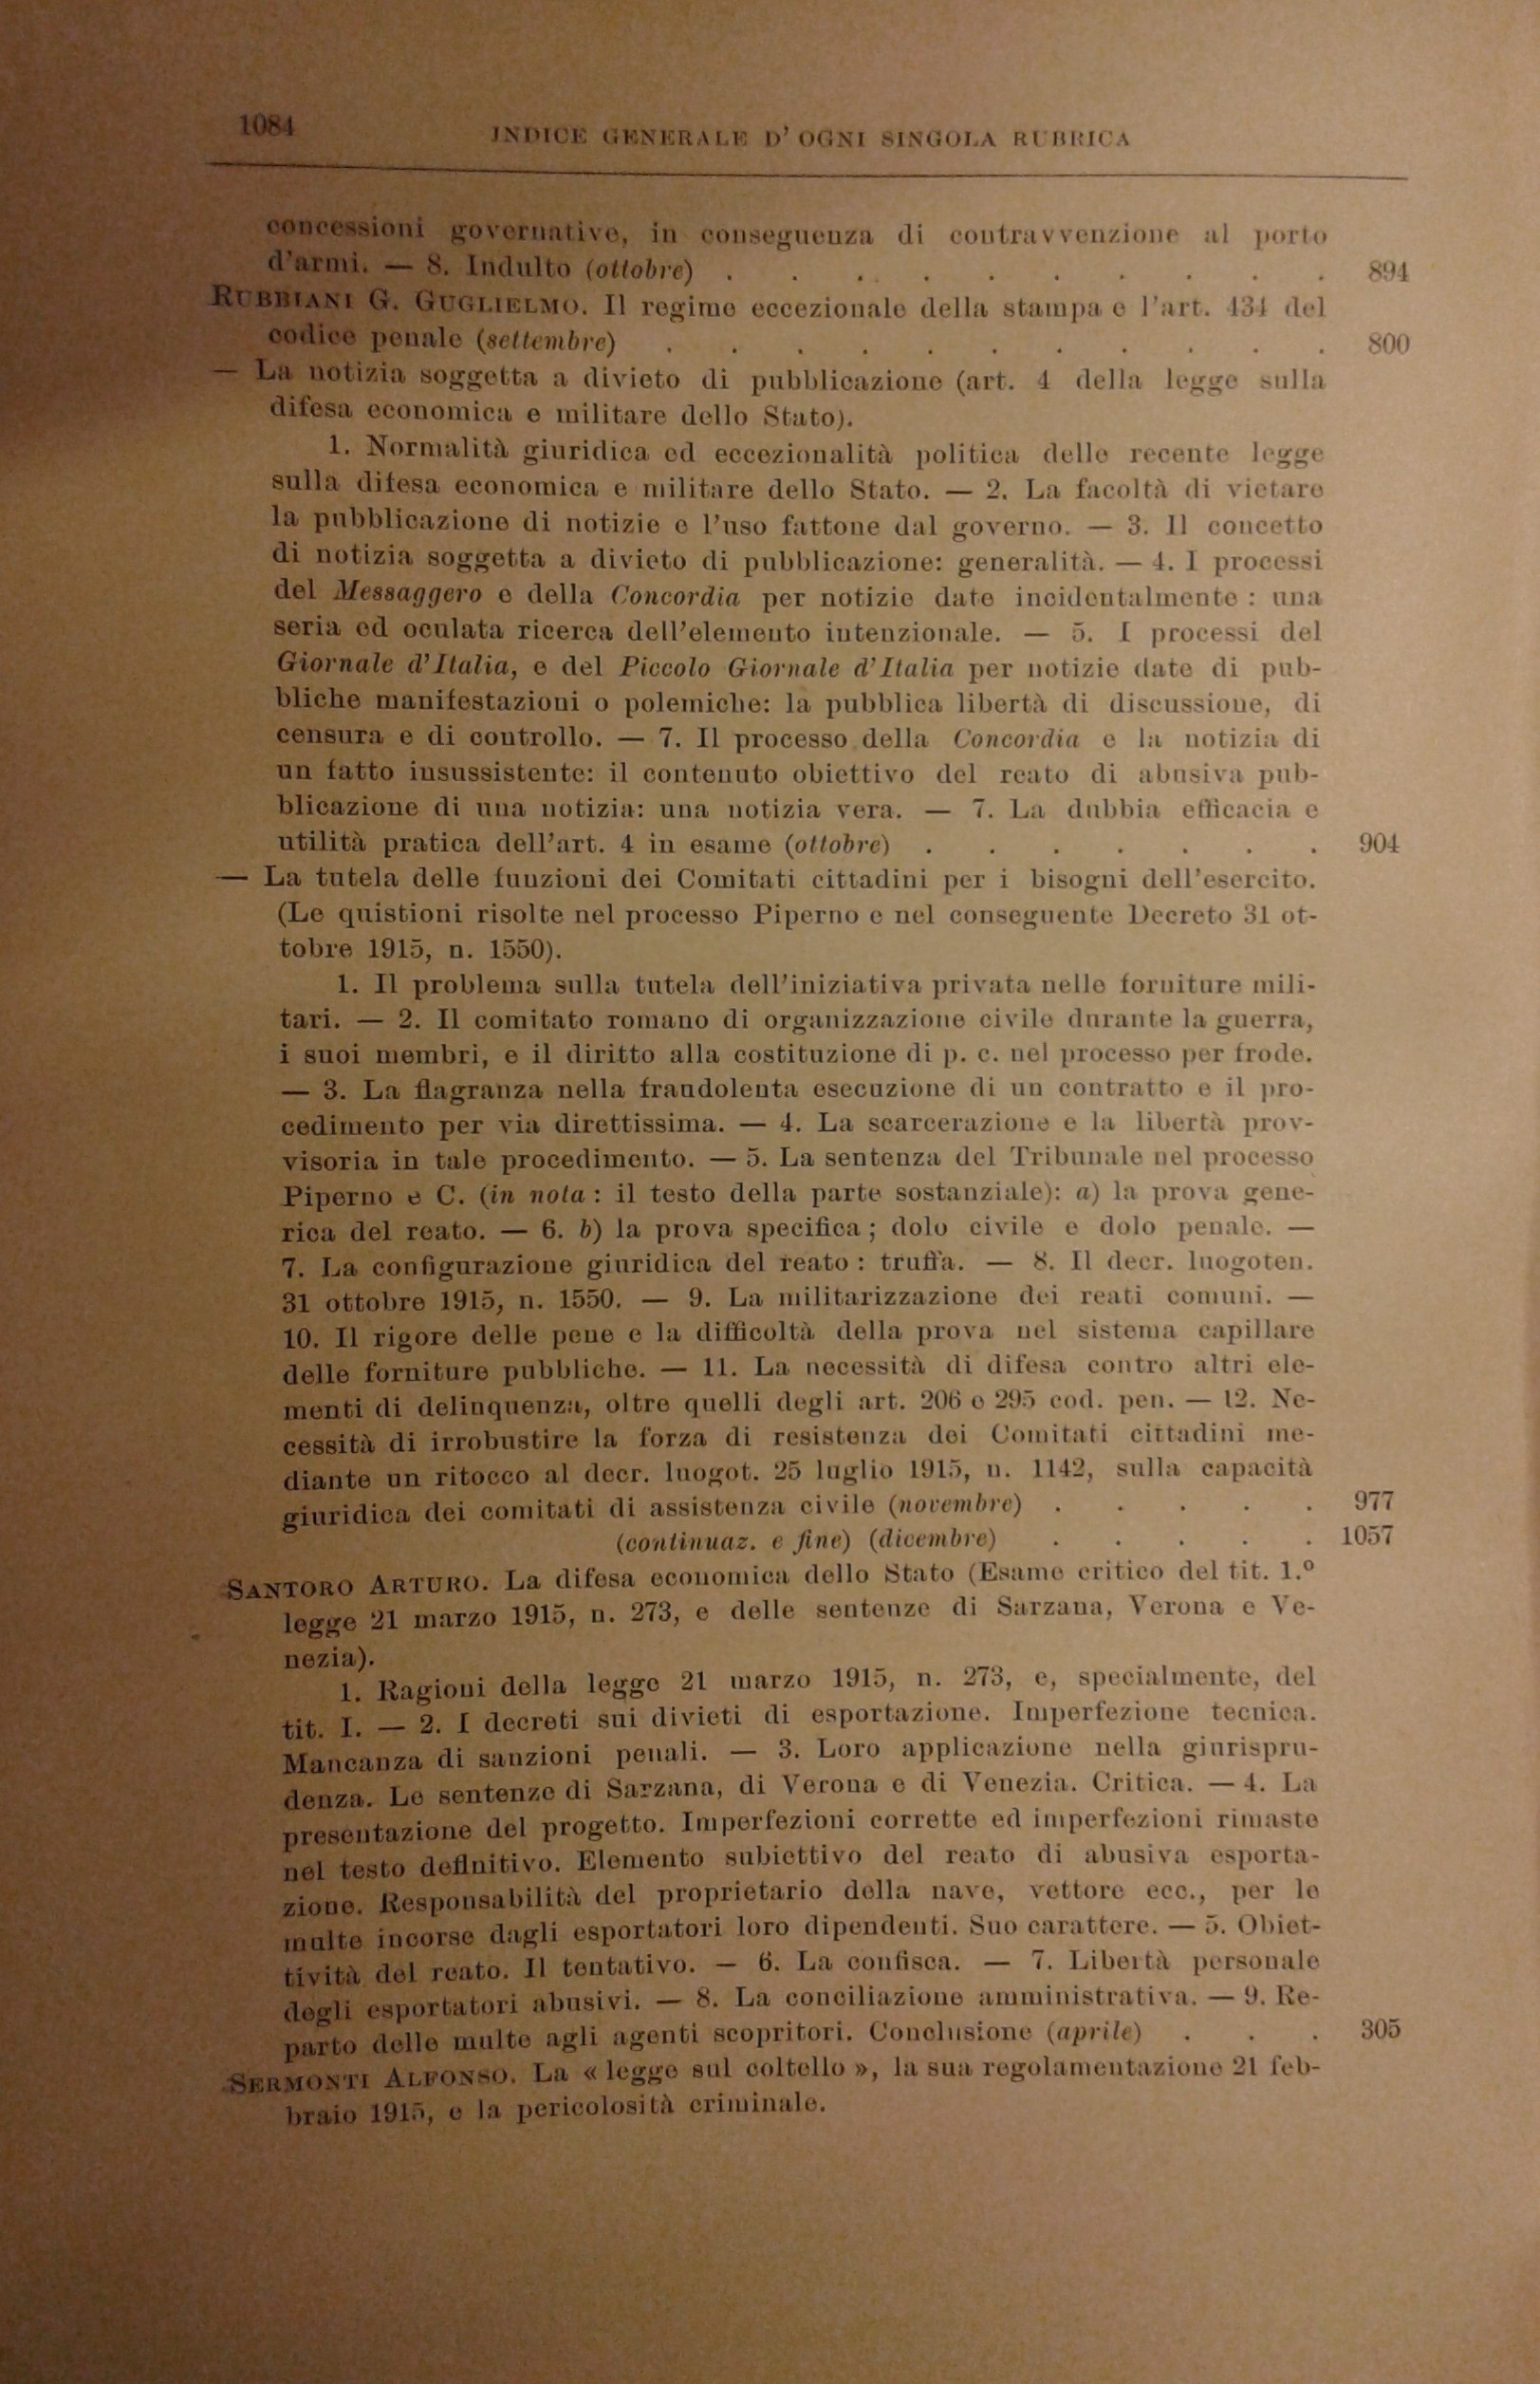 1084
INDICE GENERALE D' OGNI SINGOLA RUBRICA
concessioni governative, in conseguenza di contravvenzione al porto
d'armi. — 8. Indulto (ottobre) . . . . . . . . . . 894
RUBBIANI G. GUGLIELMO. Il regime eccezionale della stampa e l'art. 434 del
codice penale (settembre) . . . . . . . . . . . 800
— La notizia soggetta a divieto di pubblicazione (art. 4 della legge sulla
difesa economica e militare dello Stato).
1. Normalità giuridica ed eccezionalità politica delle recente legge
sulla difesa economica e militare dello Stato. — 2. La facoltà di vietare
la pubblicazione di notizie e l'uso fattone dal governo. — 3. Il concetto
di notizia soggetta a divieto di pubblicazione: generalità. — 4. I processi
del Messaggero e della Concordia per notizie date incidentalmente : una
seria ed oculata ricerca dell'elemento intenzionale. — 5. I processi del
Giornale d'Italia, e del Piccolo Giornale d'Italia per notizie date di pub-
bliche manifestazioni o polemiche: la pubblica libertà di discussione, di
censura e di controllo. — 7. Il processo della Concordia e la notizia di
un fatto insussistente: il contenuto obiettivo del reato di abusiva pub-
blicazione di una notizia: una notizia vera. — 7. La dubbia efficacia e
utilità pratica dell'art. 4 in esame (ottobre) . . . . . . . 904
— La tutela delle funzioni dei Comitati cittadini per i bisogni dell'esercito.
(Le quistioni risolte nel processo Piperno e nel conseguente Decreto 31 ot-
tobre 1915, n. 1550).
1. Il problema sulla tutela dell'iniziativa privata nelle forniture mili-
tari. — 2. Il comitato romano di organizzazione civile durante la guerra,
i suoi membri, e il diritto alla costituzione di p. c. nel processo per frode.
— 3. La flagranza nella fraudolenta esecuzione di un contratto e il pro-
cedimento per via direttissima. — 4. La scarcerazione e la libertà prov-
visoria in tale procedimento. — 5. La sentenza del Tribunale nel processo
Piperno e C. (in nota : il testo della parte sostanziale): a) la prova gene-
rica del reato. — 6. b) la prova specifica ; dolo civile e dolo penale. —
7. La configurazione giuridica del reato : truffa. — 8. Il decr. luogoten.
31 ottobre 1915, n. 1550. — 9. La militarizzazione dei reati comuni. —
10. Il rigore delle pene e la difficoltà della prova nel sistema capillare
delle forniture pubbliche. — 11. La necessità di difesa contro altri ele-
menti di delinquenza, oltre quelli degli art. 206 e 295 cod. pen. — 12. Ne-
cessità di irrobustire la forza di resistenza dei Comitati cittadini me-
diante un ritocco al decr. luogot. 25 luglio 1915, n. 1142, sulla capacità
giuridica dei comitati di assistenza civile (novembre) . . . . . 977
(continuaz. e fine) (dicembre) . . . . . 1057
SANTORO ARTURO. La difesa economica dello Stato (Esame critico del tit. 1.º
legge 21 marzo 1915, n. 273, e delle sentenze di Sarzana, Verona e Ve-
nezia).
1. Ragioni della legge 21 marzo 1915, n. 273, e, specialmente, del
tit. I. — 2. I decreti sui divieti di esportazione. Imperfezione tecnica.
Mancanza di sanzioni penali. — 3. Loro applicazione nella giurispru-
denza. Le sentenze di Sarzana, di Verona e di Venezia. Critica. — 4. La
presentazione del progetto. Imperfezioni corrette ed imperfezioni rimaste
nel testo definitivo. Elemento subiettivo del reato di abusiva esporta-
zione. Responsabilità del proprietario della nave, vettore ecc., per le
multe incorse dagli esportatori loro dipendenti. Suo carattere. — 5. Obiet-
tività del reato. Il tentativo. — 6. La confisca. — 7. Libertà personale
degli esportatori abusivi. — 8. La conciliazione amministrativa. — 9. Re-
parto delle multe agli agenti scopritori. Conclusione (aprile) . . . 305
SERMONTI ALFONSO. La « legge sul coltello », la sua regolamentazione 21 feb-
braio 1915, e la pericolosità criminale.